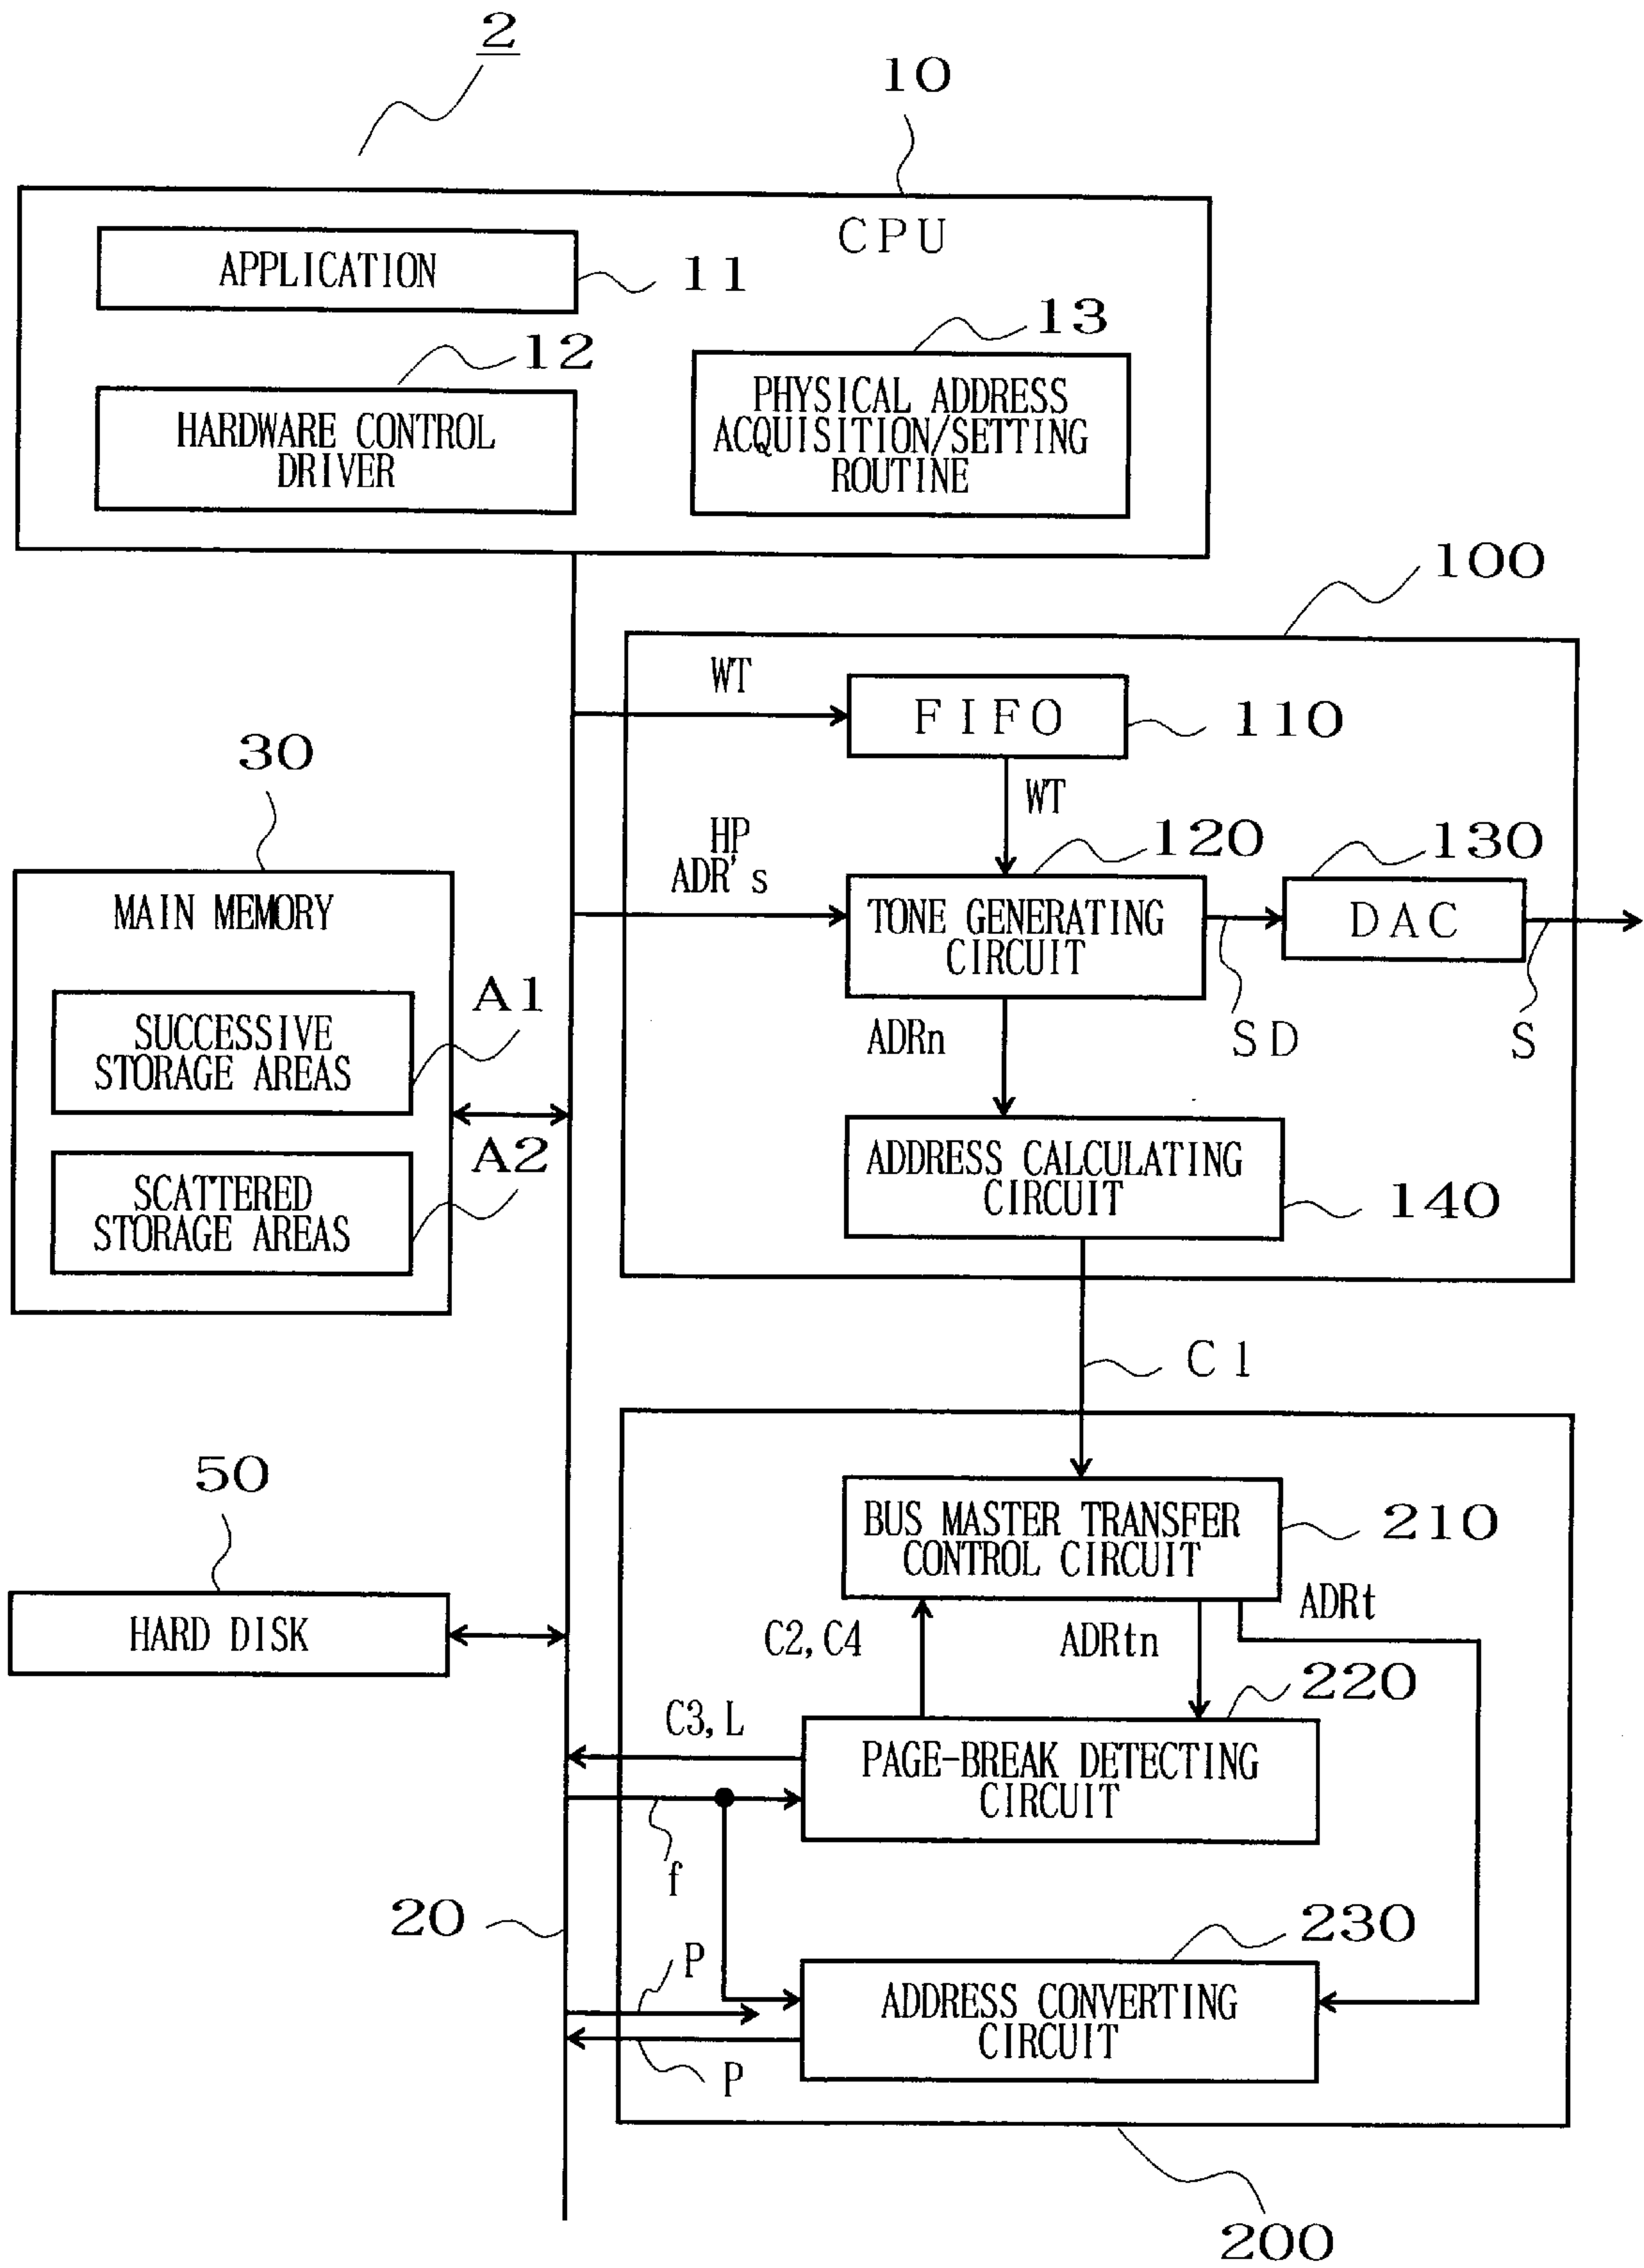 2
10
CPU
APPLICATION
11
12
13
HARDWARE CONTROL
DRIVER
PHYSICAL ADDRESS
ACQUISITION/SETTING
ROUTINE
100
WT
FIFO
110
30
WT
HP
ADR's
120
130
MAIN MEMORY
TONE GENERATING
CIRCUIT
DAC
A1
SUCCESSIVE
STORAGE AREAS
ADRn
SD
S
A2
SCATTERED
STORAGE AREAS
ADDRESS CALCULATING
CIRCUIT
140
C1
50
BUS MASTER TRANSFER
CONTROL CIRCUIT
210
HARD DISK
C2,C4
ADRtn
ADRt
220
C3,L
PAGE-BREAK DETECTING
CIRCUIT
f
20
230
P
ADDRESS CONVERTING
CIRCUIT
P
200